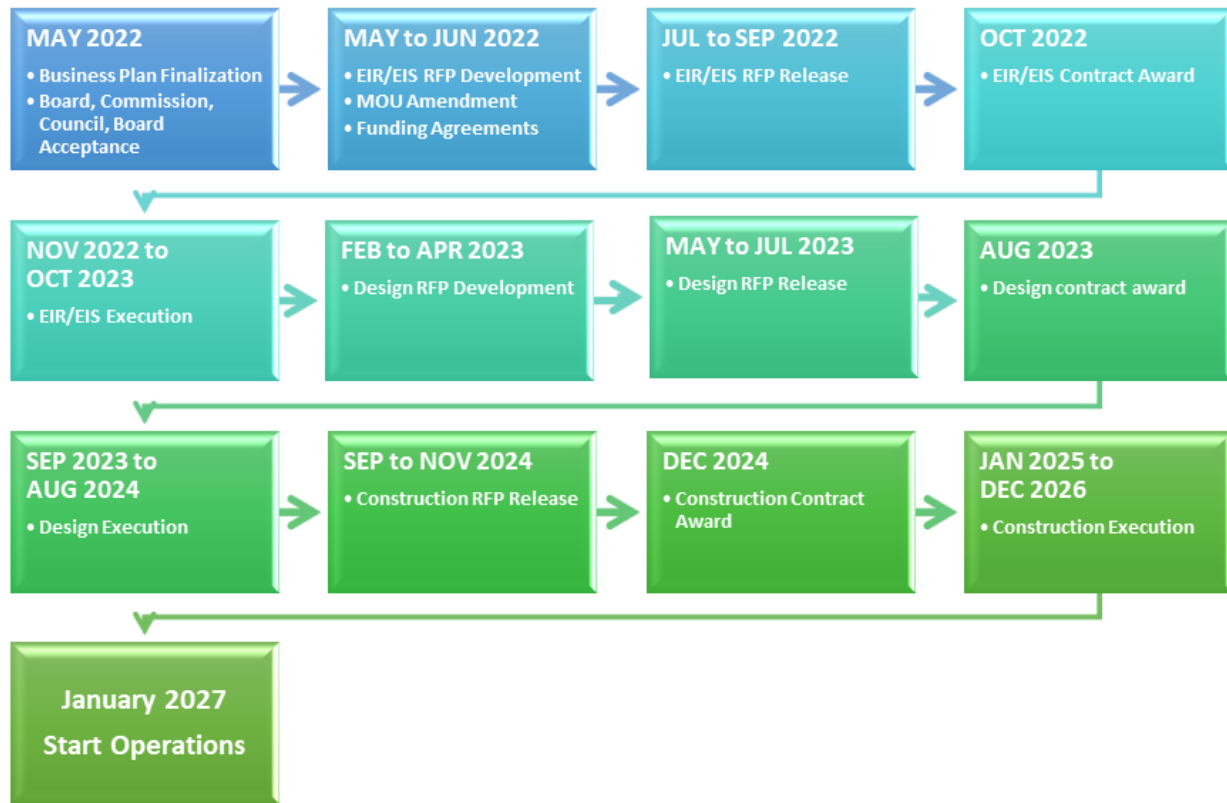 MAY 2022
• Business Plan Finalization
• Board, Commission,
Council, Board
Acceptance
MAY to JUN 2022
• EIR/EIS RFP Development
• MOU Amendment
• Funding Agreements
JUL to SEP 2022
• EIR/EIS RFP Release
OCT 2022
• EIR/EIS Contract Award
NOV 2022 to
OCT 2023
• EIR/EIS Execution
FEB to APR 2023
• Design RFP Development
MAY to JUL 2023
• Design RFP Release
AUG 2023
• Design contract award
SEP 2023 to
AUG 2024
• Design Execution
SEP to NOV 2024
• Construction RFP Release
DEC 2024
• Construction Contract
Award
JAN 2025 to
DEC 2026
• Construction Execution
January 2027
Start Operations